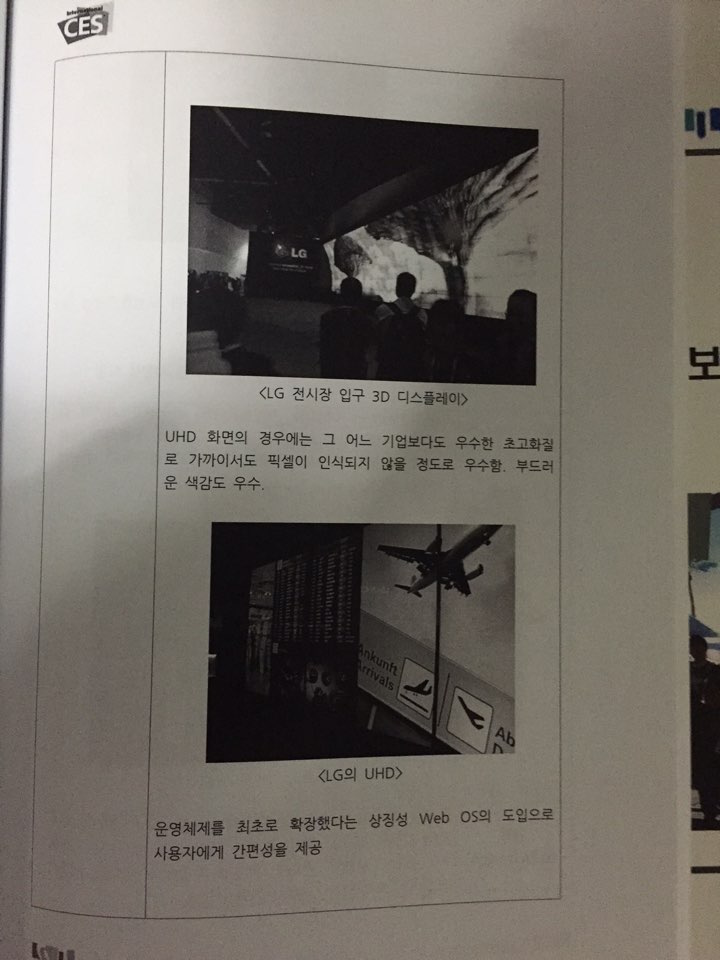 International
CES
LG
<LG 전시장 입구 3D 디스플레이>
UHD 화면의 경우에는 그 어느 기업보다도 우수한 초고화질
로 가까이서도 픽셀이 인식되지 않을 정도로 우수함. 부드러
운 색감도 우수.
Ankunft
Arrivals
Ab
D
<LG의 UHD>
운영체제를 최초로 확장했다는 상징성 Web OS의 도입으로
사용자에게 간편성을 제공
보